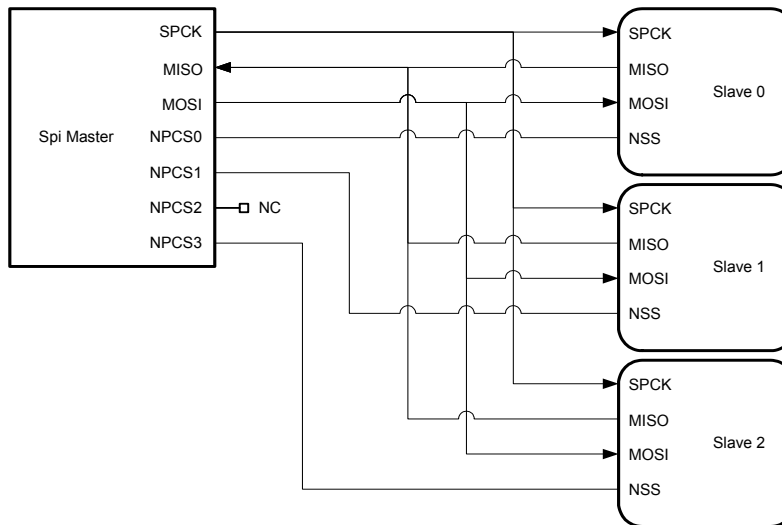 Spi Master
SPCK
MISO
MOSI
NPCS0
NPCS1
NPCS2
NC
NPCS3
SPCK
MISO
MOSI
NSS
Slave 0
SPCK
MISO
MOSI
NSS
Slave 1
SPCK
MISO
MOSI
NSS
Slave 2